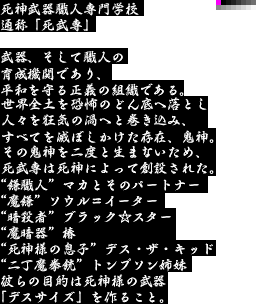 死神武器職人専門学校
通称「死武専」
武器、そして職人の
育成機関であり、
平和を守る正義の組織である。
世界全土を恐怖のどん底へ落とし
人々を狂気の渦へと巻き込み、
すべてを滅ぼしかけた存在、鬼神。
その鬼神を二度と生まないため、
死武専は死神によって創設された。
“鎌職人” マカとそのパートナー
“魔鎌” ソウル=イーター
“暗殺者” ブラック☆スター
“魔暗器” 椿
“死神様の息子” デス・ザ・キッド
“二丁魔拳銃” トンプソン姉妹
彼らの目的は死神様の武器
「デスサイズ」を作ること。